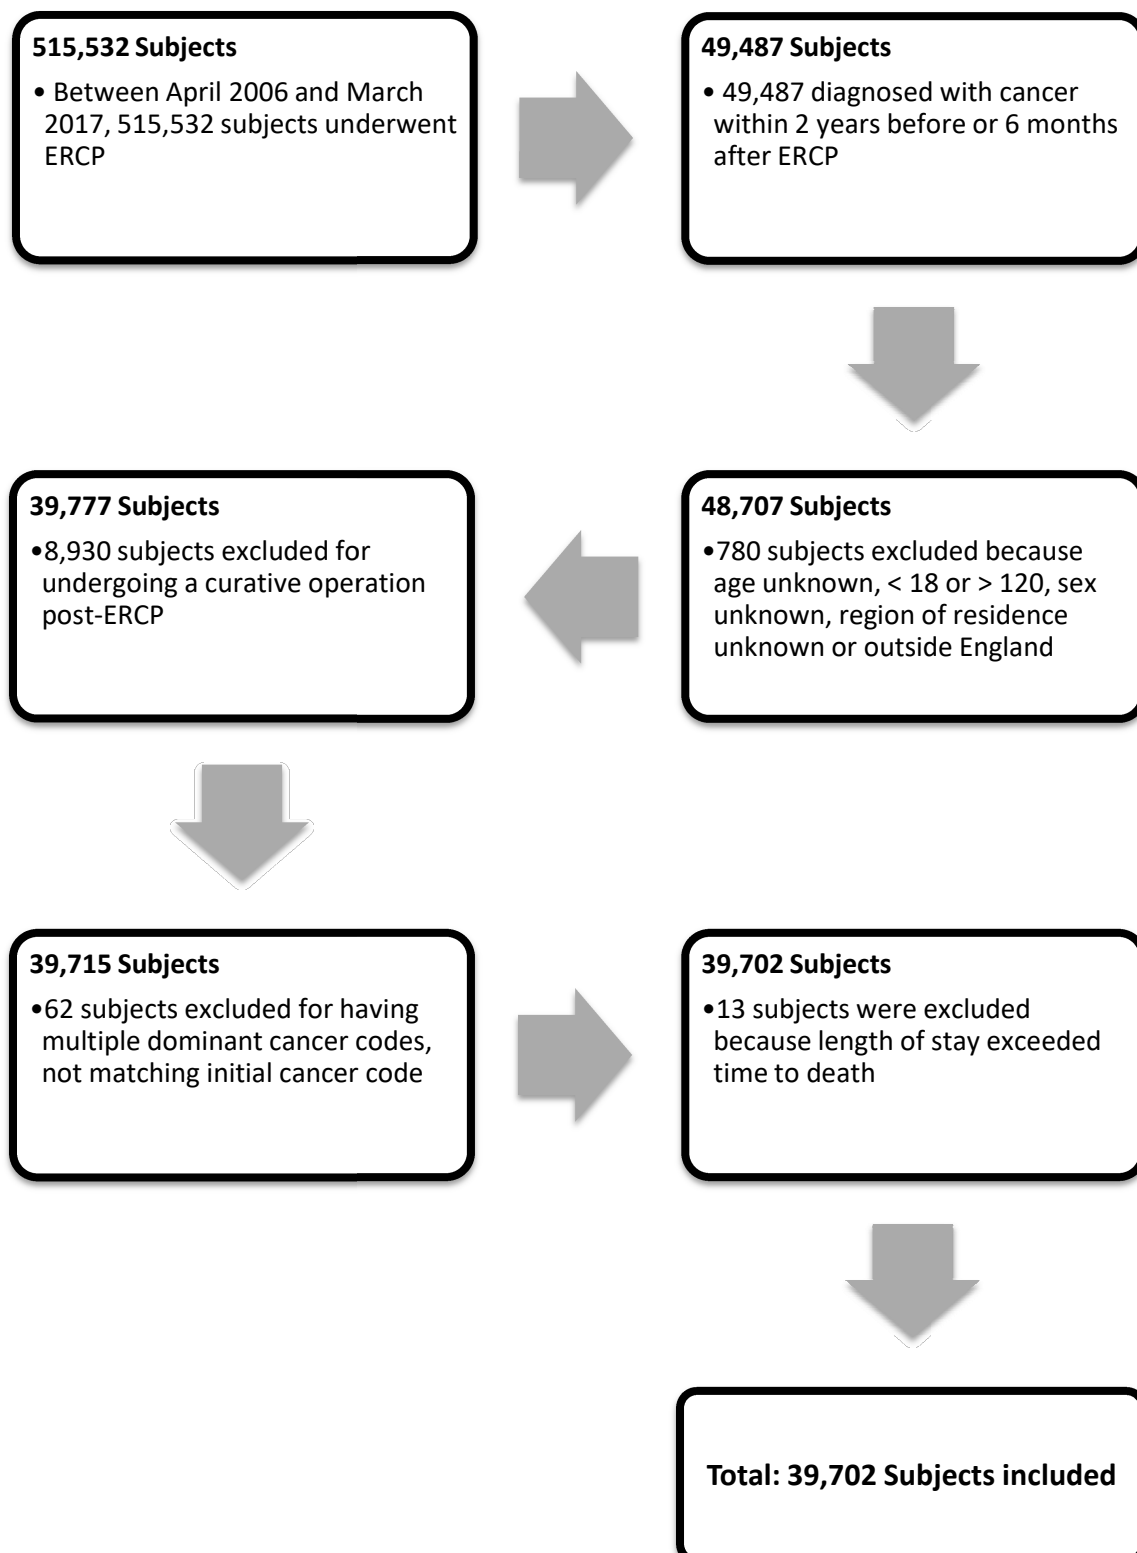 515,532 Subjects
• Between April 2006 and March
2017, 515,532 subjects underwent
ERCP
49,487 Subjects
• 49,487 diagnosed with cancer
within 2 years before or 6 months
after ERCP
48,707 Subjects
•780 subjects excluded because
age unknown, < 18 or > 120, sex
unknown, region of residence
unknown or outside England
39,777 Subjects
•8,930 subjects excluded for
undergoing a curative operation
post-ERCP
39,715 Subjects
•62 subjects excluded for having
multiple dominant cancer codes,
not matching initial cancer code
39,702 Subjects
•13 subjects were excluded
because length of stay exceeded
time to death
Total: 39,702 Subjects included